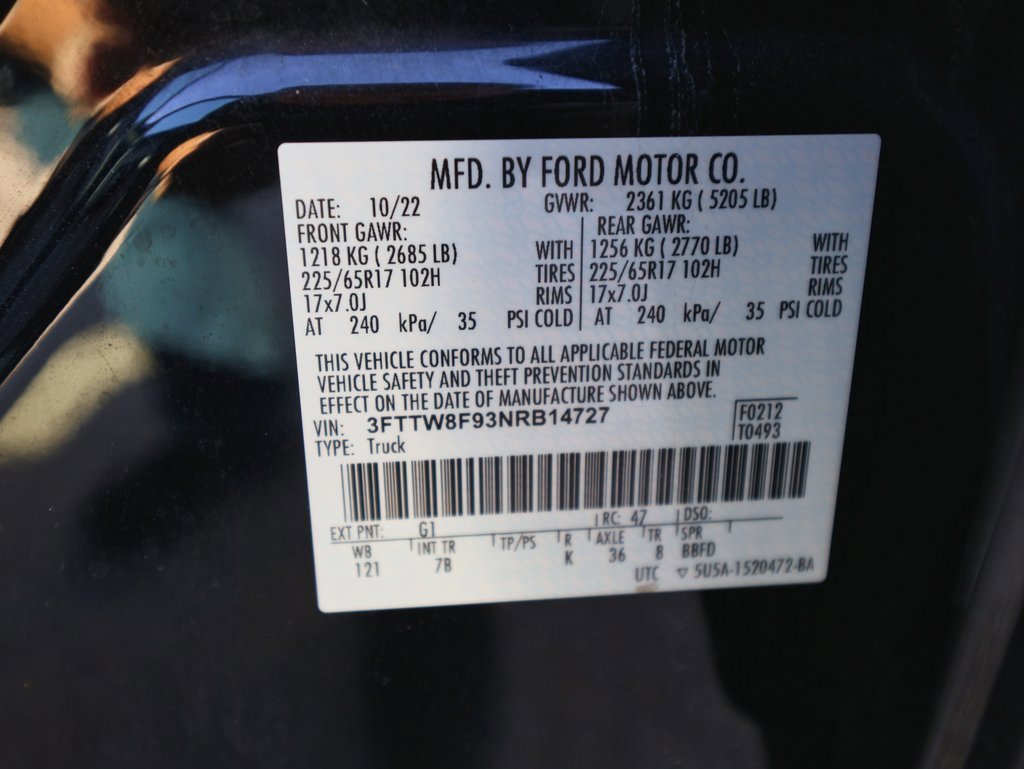 MFD. BY FORD MOTOR CO.
DATE: 10/22 GVWR: 2361 KG ( 5205 LB)
FRONT GAWR: REAR GAWR:
1218 KG ( 2685 LB) WITH 1256 KG ( 2770 LB) WITH
225/65R17 102H TIRES 225/65R17 102H TIRES
17x7.0J RIMS 17x7.0J RIMS
AT 240 kPa/ 35 PSI COLD AT 240 kPa/ 35 PSI COLD
THIS VEHICLE CONFORMS TO ALL APPLICABLE FEDERAL MOTOR
VEHICLE SAFETY AND THEFT PREVENTION STANDARDS IN
EFFECT ON THE DATE OF MANUFACTURE SHOWN ABOVE.
VIN: 3FTTW8F93NRB14727 F0212
TYPE: Truck T0493
EXT PNT: G1 RC: 47 DSO:
WB INT TR TP/PS R AXLE TR SPR
121 7B K 36 8 BBFD
UTC ▽ 5U5A-1520472-BA